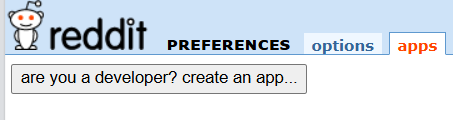 reddit PREFERENCES options apps
are you a developer? create an app...